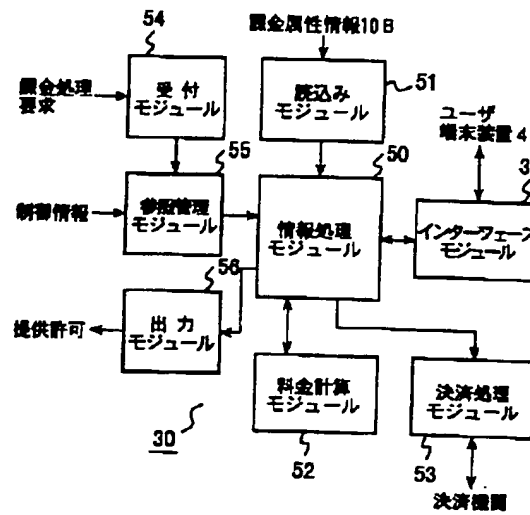 54
課金属性情報10B
課金処理
要求
受 付
モジュール
読込み
モジュール
51
ユーザ
端末装置4
55
50
3
制御情報
参照管理
モジュール
情報処理
モジュール
インターフェース
モジュール
56
提供許可
出 力
モジュール
料金計算
モジュール
決済処理
モジュール
30
52
53
決済機関